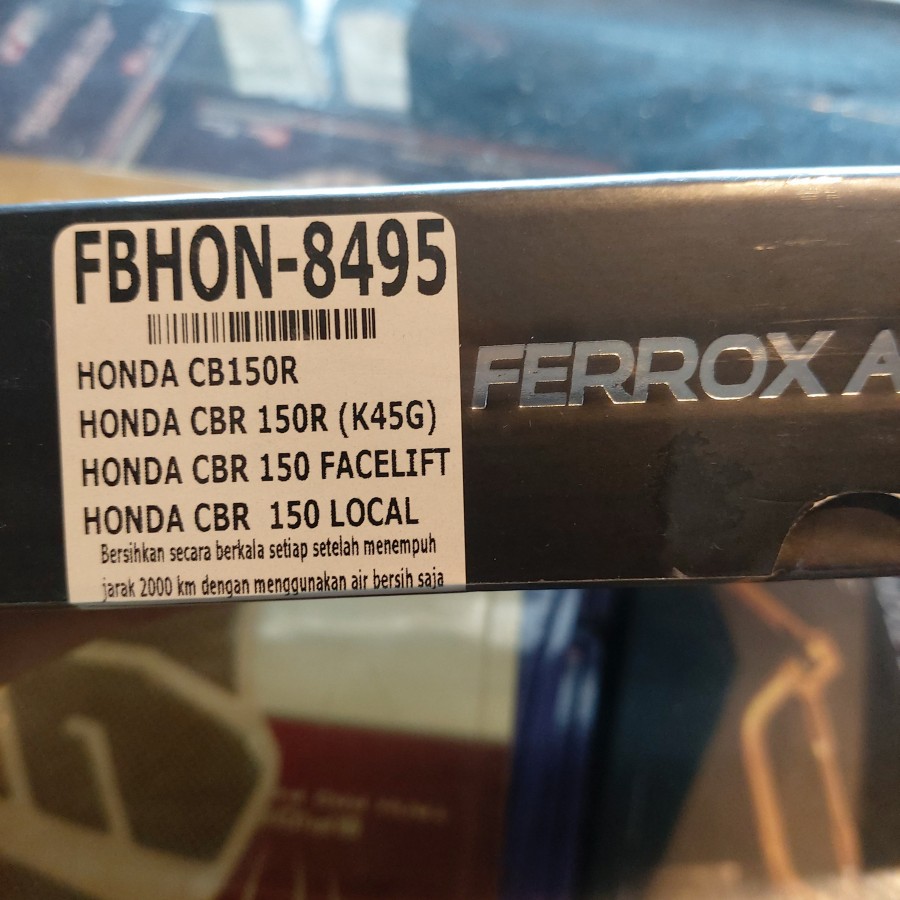 FBHON-8495
HONDA CB150R
HONDA CBR 150R (K45G)
HONDA CBR 150 FACELIFT
HONDA CBR 150 LOCAL
Bersihkan secara berkala setiap setelah menempuh
jarak 2000 km dengan menggunakan air bersih saja
FERROX A